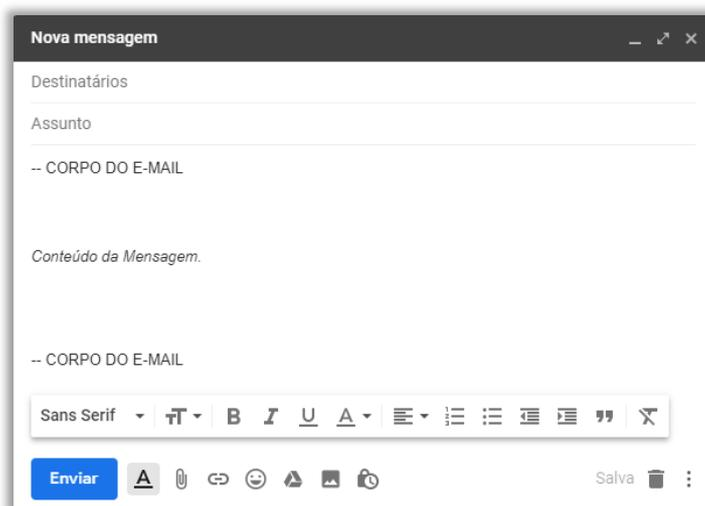 Nova mensagem
Destinatários
Assunto
-- CORPO DO E-MAIL
Conteúdo da Mensagem.
-- CORPO DO E-MAIL
Sans Serif
Enviar
Salva